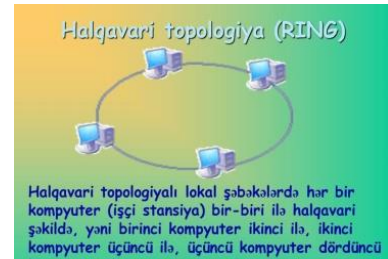 Halqavari topologiya (RING)
Halqavari topologiyalı lokal şəbəkələrdə hər bir
kompyuter (işçi stansiya) bir-biri ilə halqavari
şəkildə, yəni birinci kompyuter ikinci ilə, ikinci
kompyuter üçüncü ilə, üçüncü kompyuter dördüncü